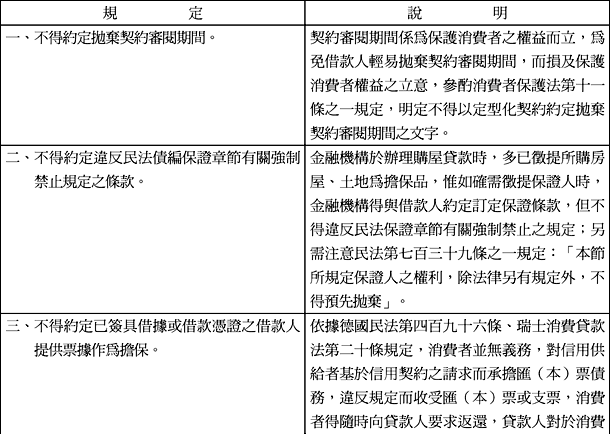 規定
說明
一、不得約定拋棄契約審閱期間。
契約審閱期間係為保護消費者之權益而立，為
免借款人輕易拋棄契約審閱期間，而損及保護
消費者權益之立意，參酌消費者保護法第十一
條之一規定，明定不得以定型化契約約定拋棄
契約審閱期間之文字。
二、不得約定違反民法債編保證章節有關強制
禁止規定之條款。
金融機構於辦理購屋貸款時，多已徵提所購房
屋、土地為擔保品，惟如確需徵提保證人時，
金融機構得與借款人約定訂定保證條款，但不
得違反民法保證章節有關強制禁止之規定；另
需注意民法第七百三十九條之一規定：「本節
所規定保證人之權利，除法律另有規定外，不
得預先拋棄」。
三、不得約定已簽具借據或借款憑證之借款人
提供票據作為擔保。
依據德國民法第四百九十六條、瑞士消費貸款
法第二十條規定，消費者並無義務，對信用供
給者基於信用契約之請求而承擔匯（本）票債
務，違反規定而收受匯（本）票或支票，消費
者得隨時向貸款人要求返還，貸款人對於消費